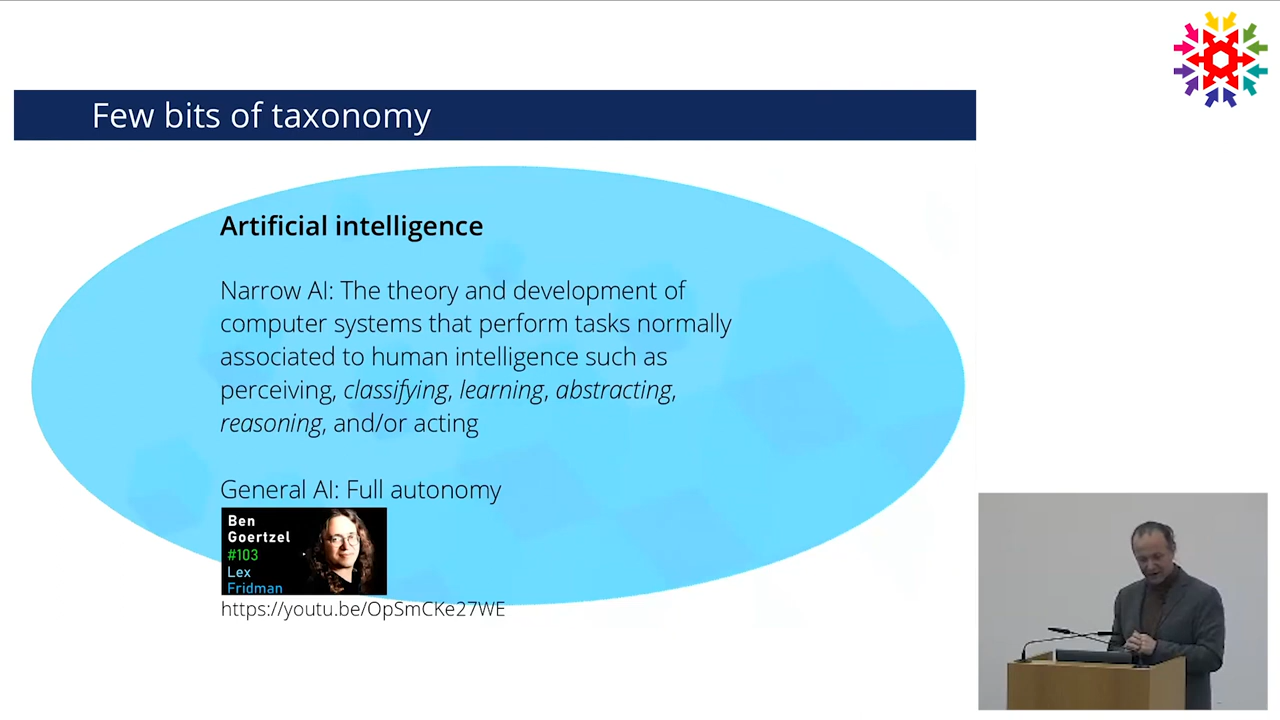 Few bits of taxonomy
Artificial intelligence
Narrow AI: The theory and development of
computer systems that perform tasks normally
associated to human intelligence such as
perceiving, classifying, learning, abstracting,
reasoning, and/or acting
General AI: Full autonomy
Ben
Goertzel
#103
Lex
Fridman
https://youtu.be/OpSmCKe27WE